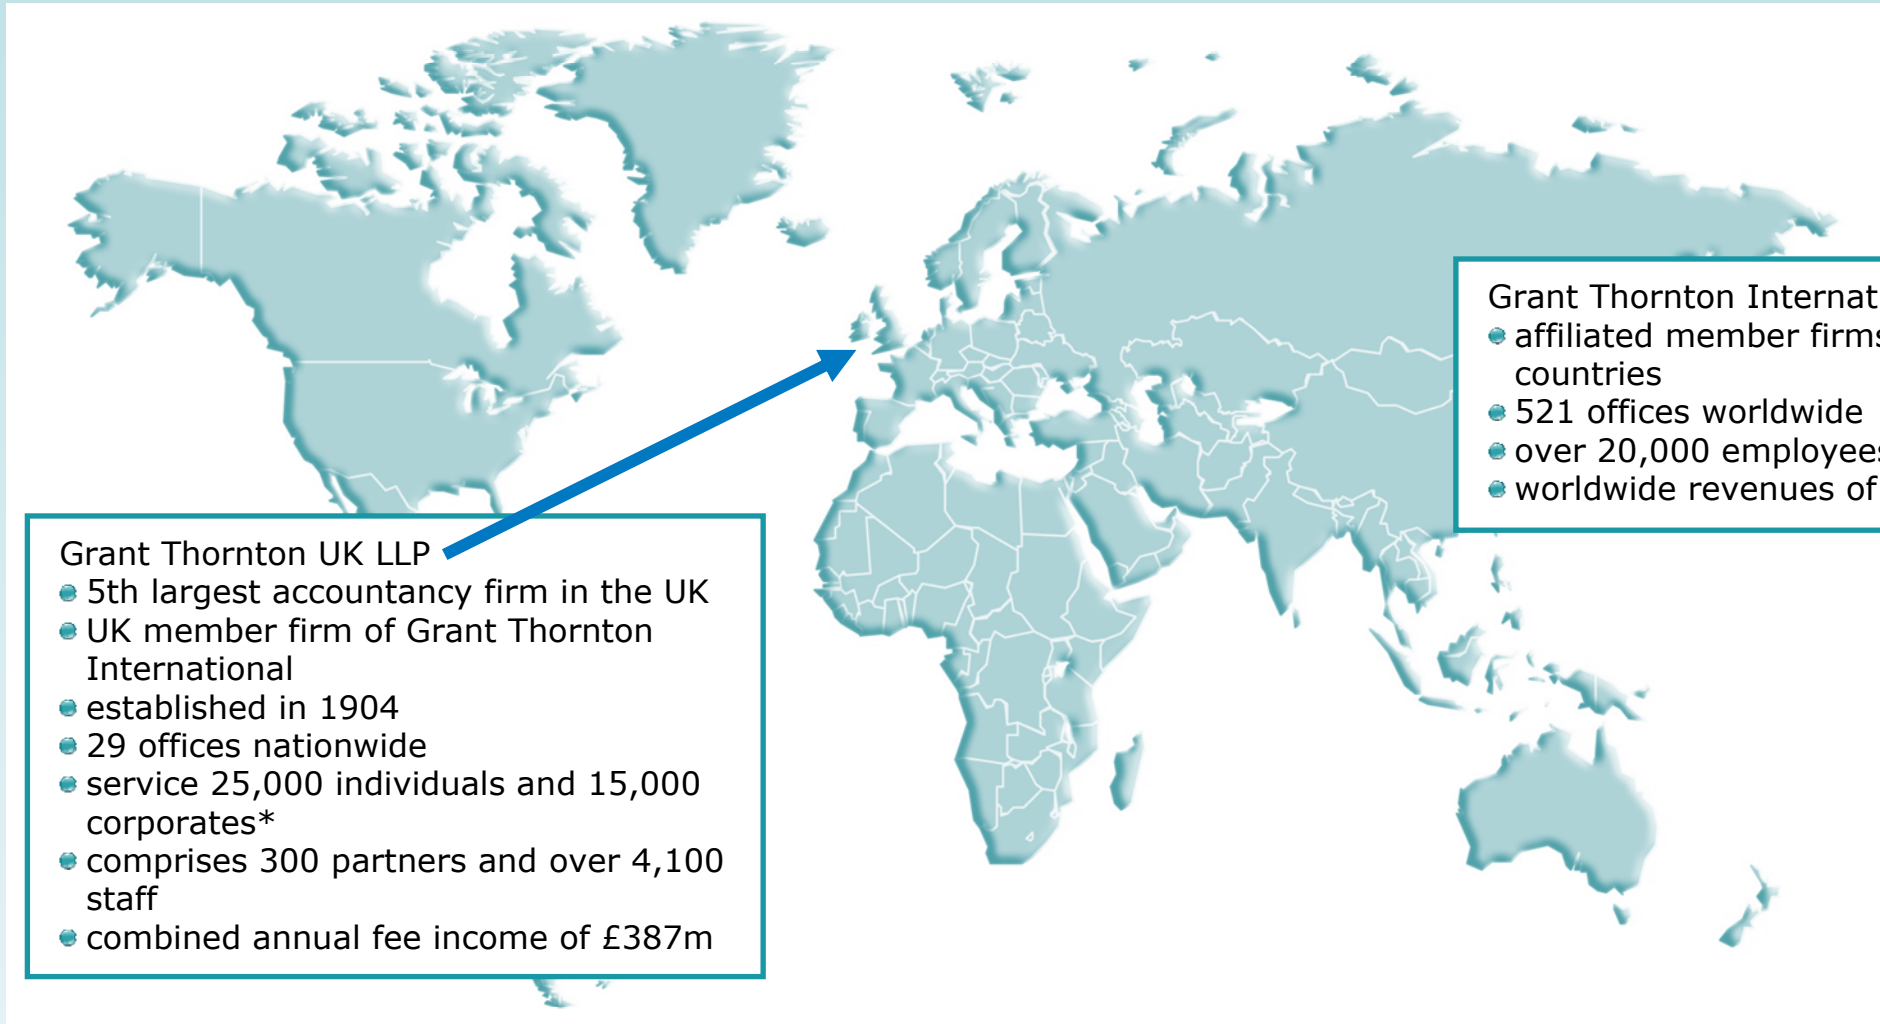 Grant Thornton UK LLP
5th largest accountancy firm in the UK
UK member firm of Grant Thornton
International
established in 1904
29 offices nationwide
service 25,000 individuals and 15,000
corporates*
comprises 300 partners and over 4,100
staff
combined annual fee income of £387m
Grant Thornton Internat
affiliated member firms
countries
521 offices worldwide
over 20,000 employees
worldwide revenues of